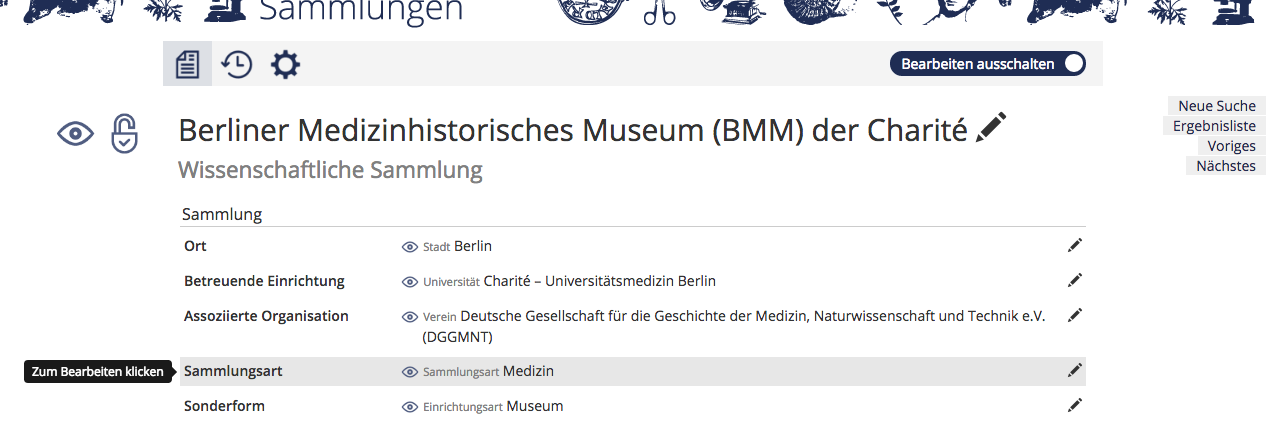 Sammlungen
Bearbeiten ausschalten
Neue Suche
Ergebnisliste
Voriges
Nächstes
Berliner Medizinhistorisches Museum (BMM) der Charité
Wissenschaftliche Sammlung
Sammlung
Ort Stadt Berlin
Betreuende Einrichtung Universität Charité – Universitätsmedizin Berlin
Assoziierte Organisation Verein Deutsche Gesellschaft für die Geschichte der Medizin, Naturwissenschaft und Technik e.V.
(DGGMNT)
Zum Bearbeiten klicken Sammlungsart Sammlungsart Medizin
Sonderform Einrichtungsart Museum